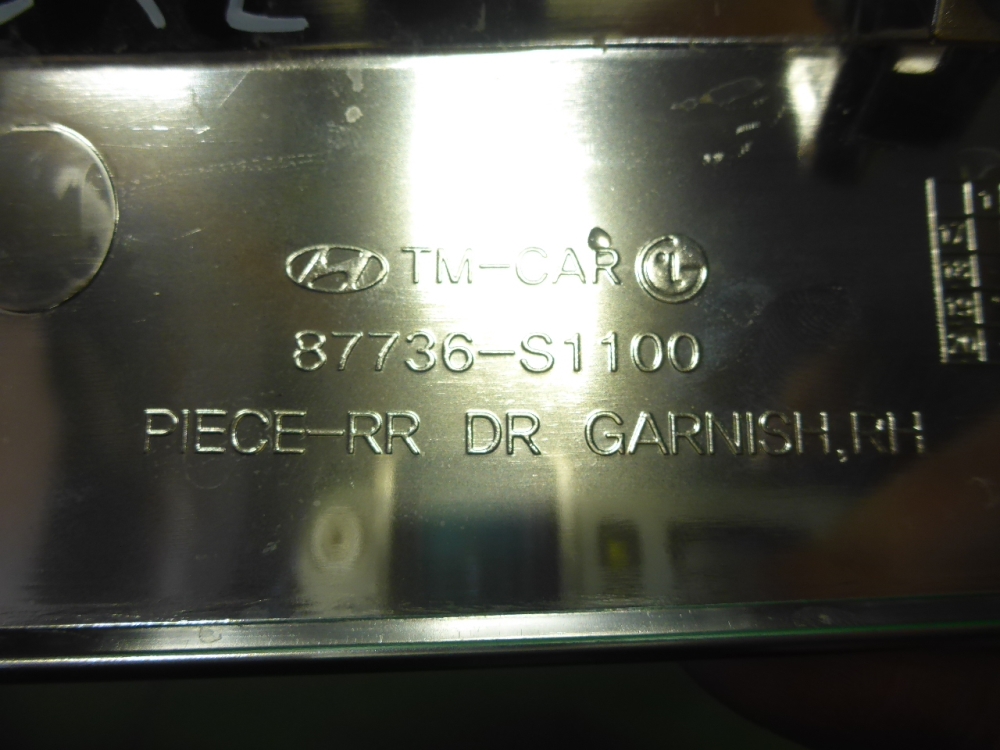 TM-CAR
87736-S1100
PIECE-RR DR GARNISH,RH